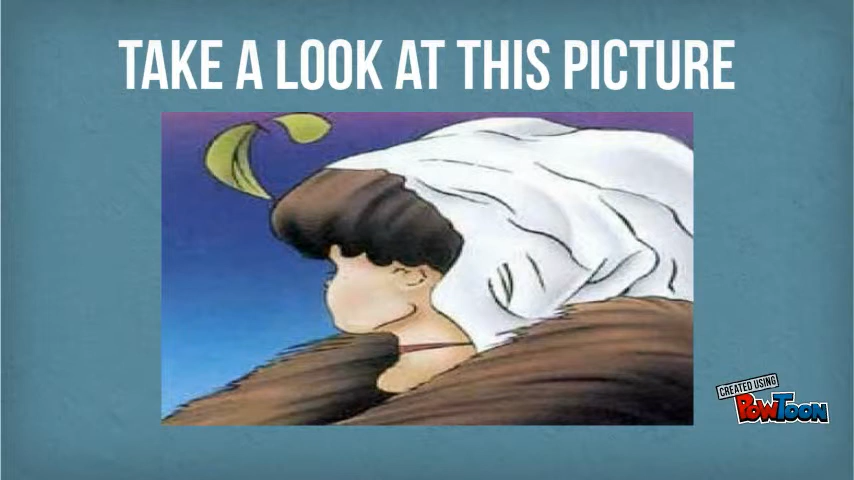 TAKE A LOOK AT THIS PICTURE
CREATED USING
POWTOON